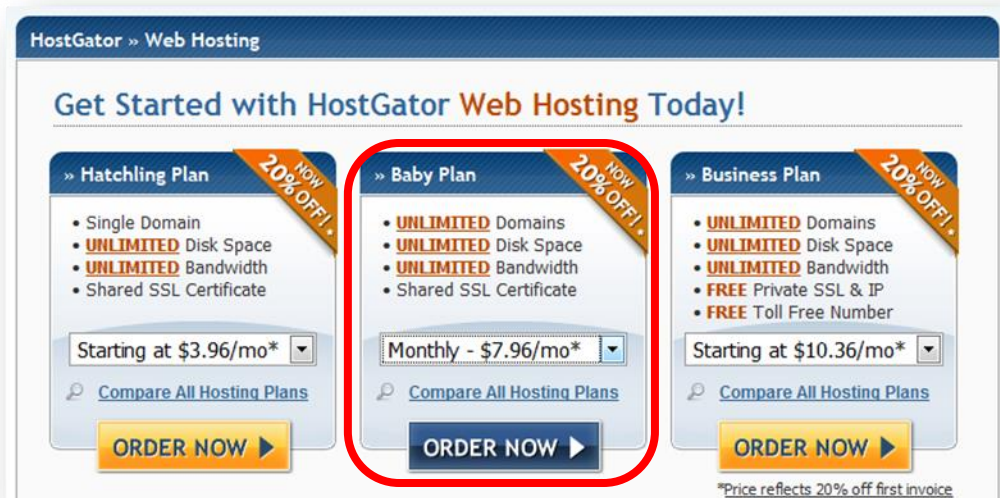 HostGator » Web Hosting
Get Started with HostGator Web Hosting Today!
» Hatchling Plan
NOW
20% OFF!*
• Single Domain
• UNLIMITED Disk Space
• UNLIMITED Bandwidth
• Shared SSL Certificate
Starting at $3.96/mo*
Compare All Hosting Plans
ORDER NOW
» Baby Plan
NOW
20% OFF!*
• UNLIMITED Domains
• UNLIMITED Disk Space
• UNLIMITED Bandwidth
• Shared SSL Certificate
Monthly - $7.96/mo*
Compare All Hosting Plans
ORDER NOW
» Business Plan
NOW
20% OFF!*
• UNLIMITED Domains
• UNLIMITED Disk Space
• UNLIMITED Bandwidth
• FREE Private SSL & IP
• FREE Toll Free Number
Starting at $10.36/mo*
Compare All Hosting Plans
ORDER NOW
*Price reflects 20% off first invoice